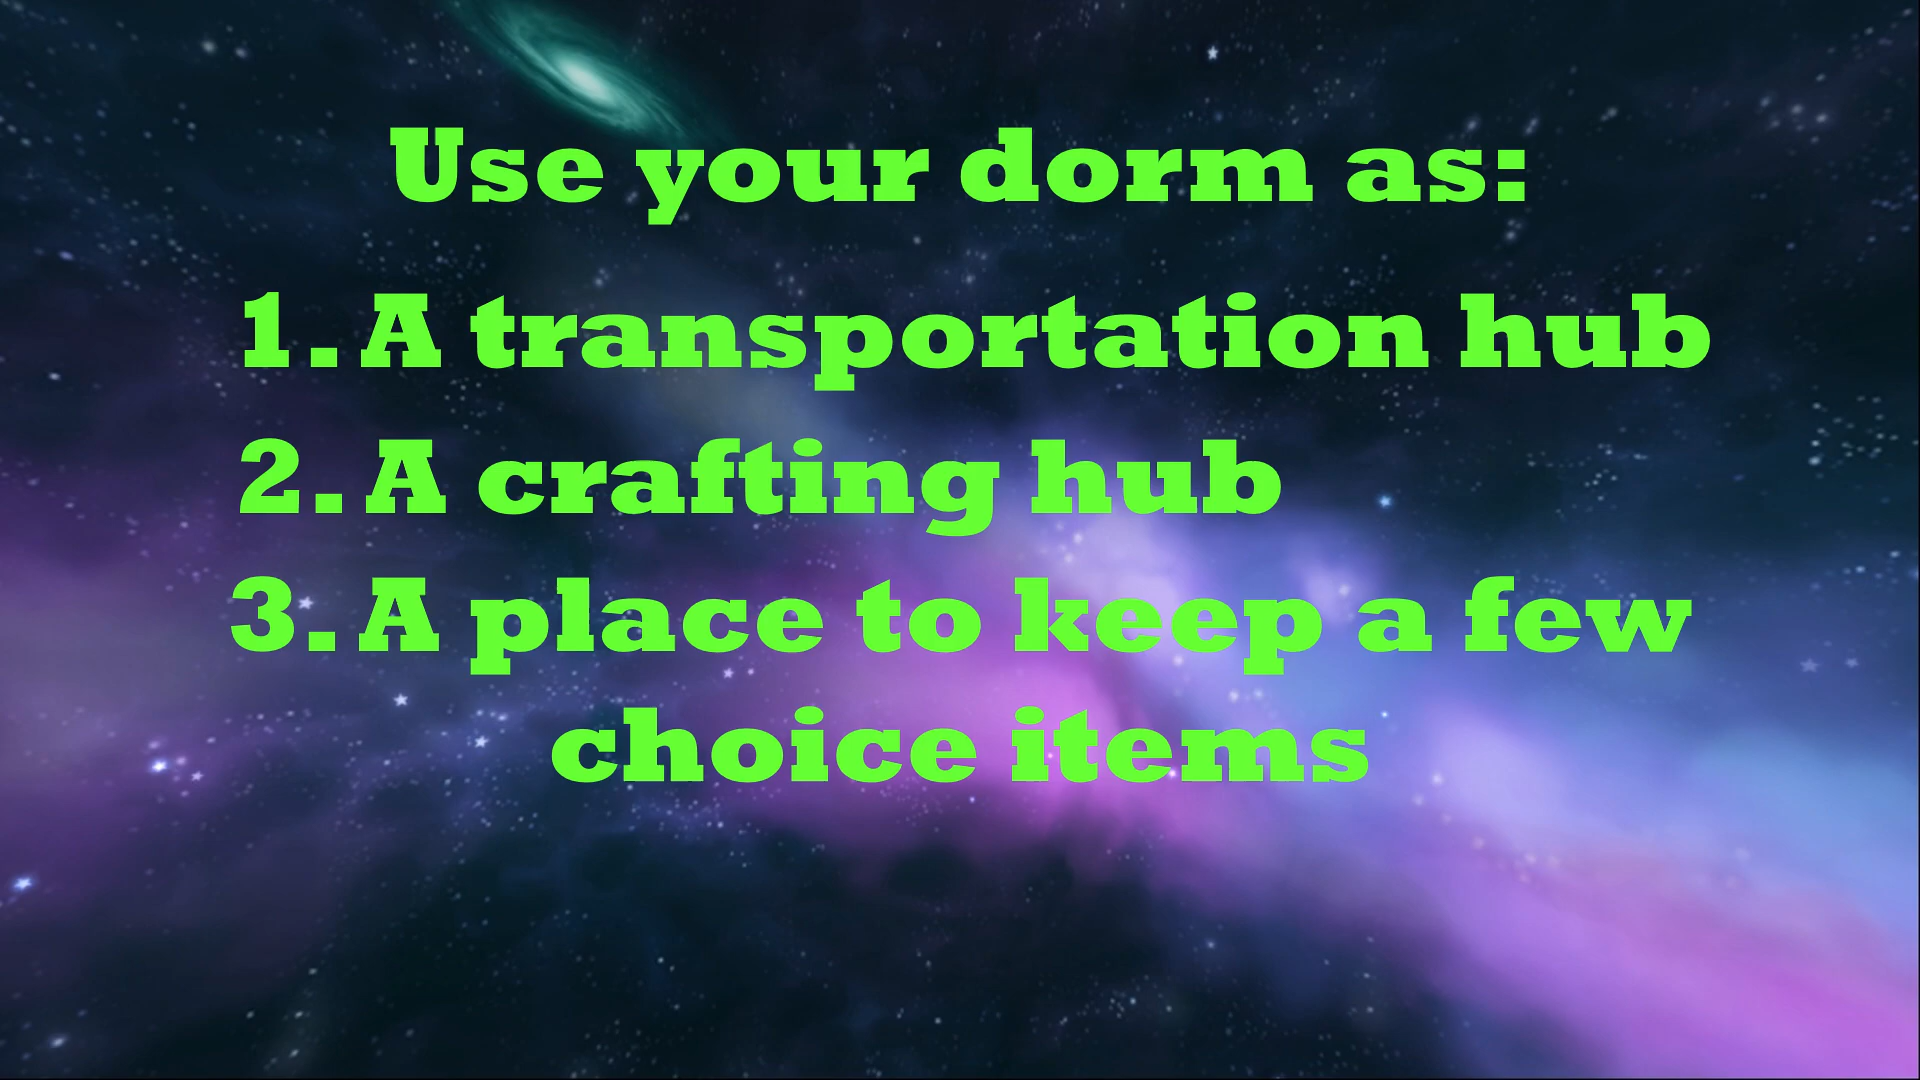 Use your dorm as:
1. A transportation hub
2. A crafting hub
3. A place to keep a few
choice items